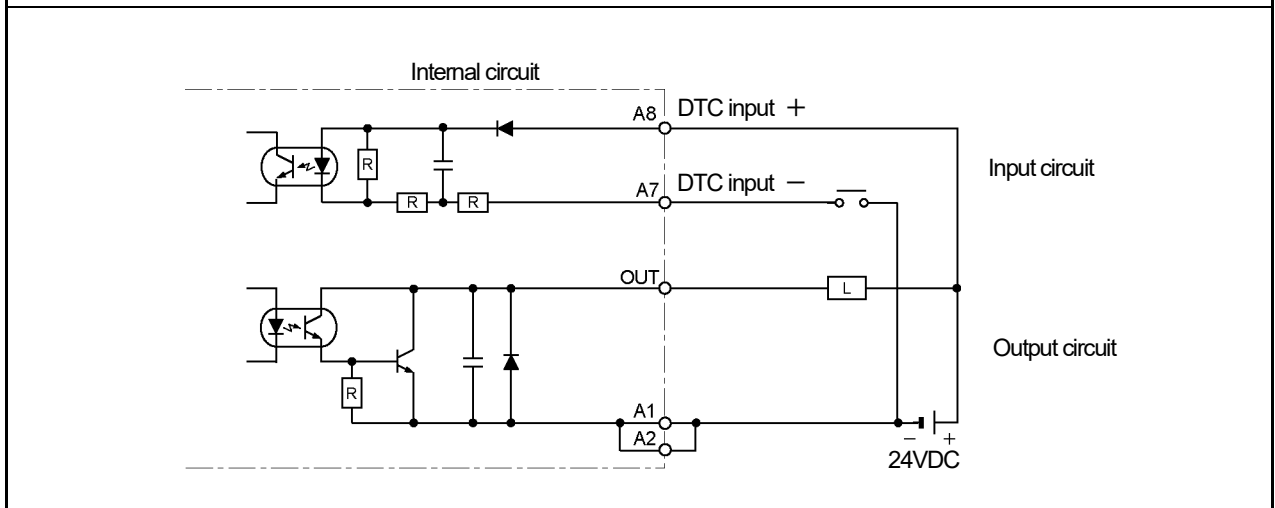 Internal circuit
A8 DTC input +
R
Input circuit
A7 DTC input −
R R
OUT
L
Output circuit
R
A1
A2
− +
24VDC